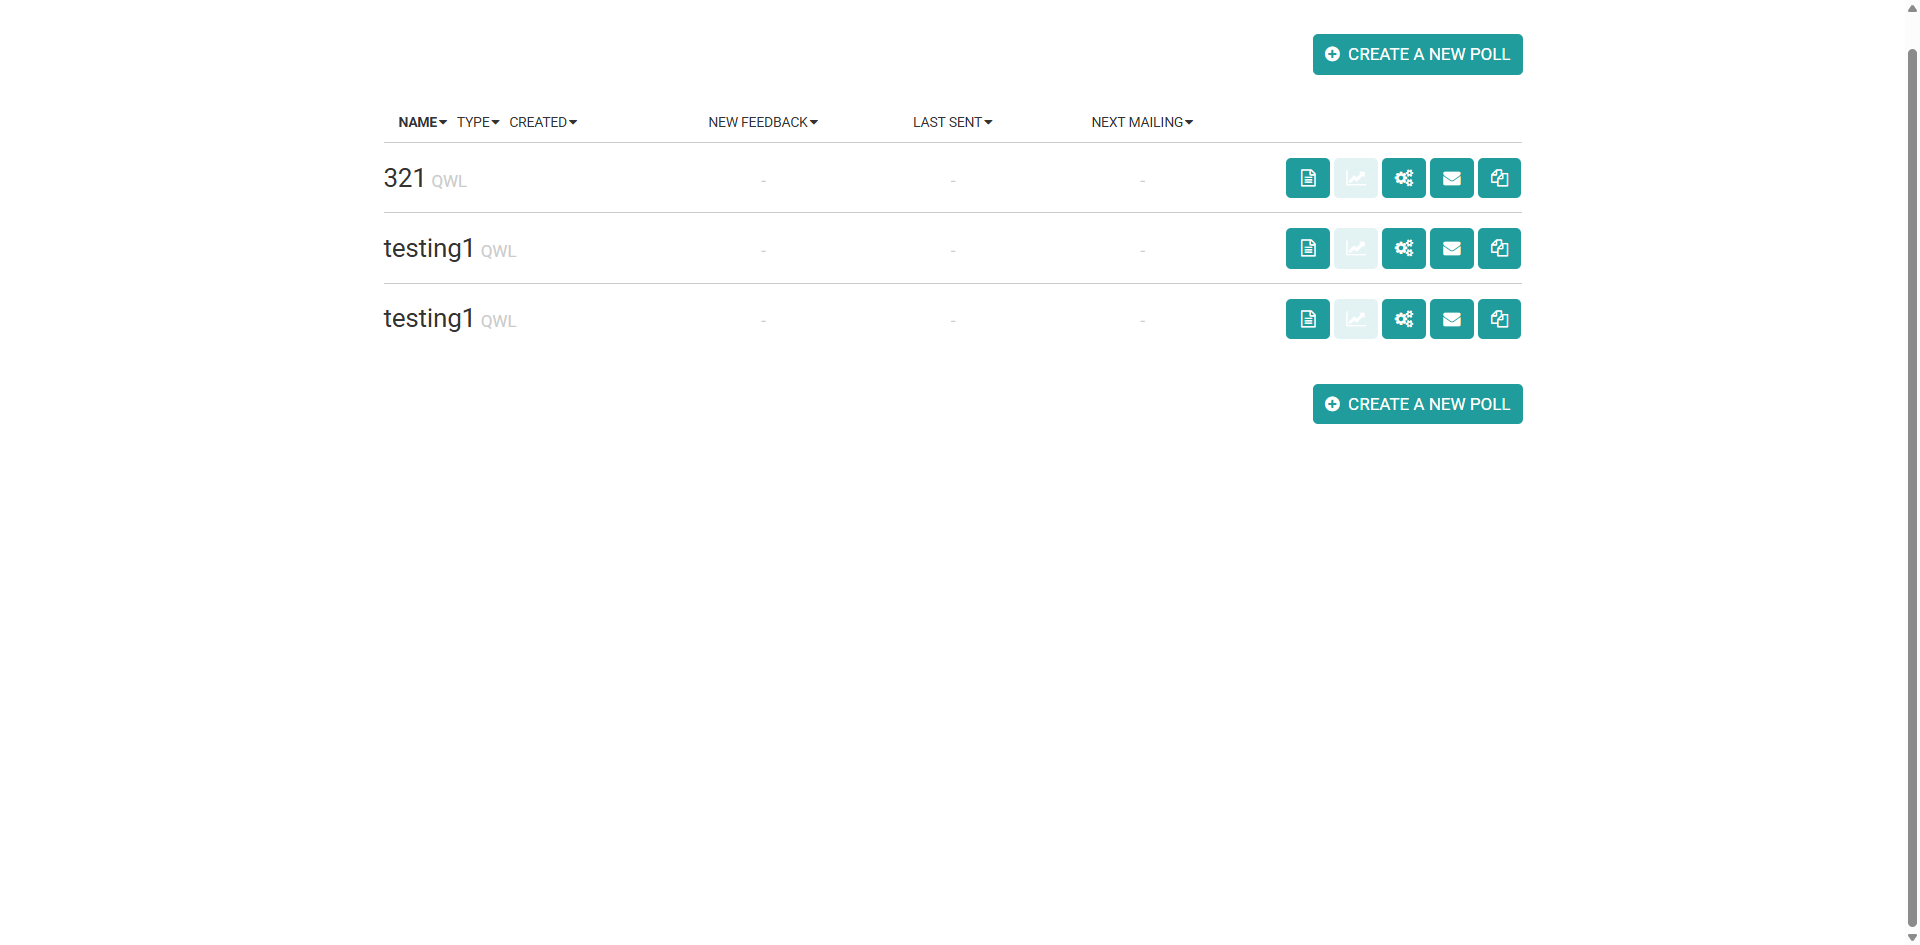 CREATE A NEW POLL
NAME TYPE CREATED NEW FEEDBACK LAST SENT NEXT MAILING
321 QWL - - -
testing1 QWL - - -
testing1 QWL - - -
CREATE A NEW POLL